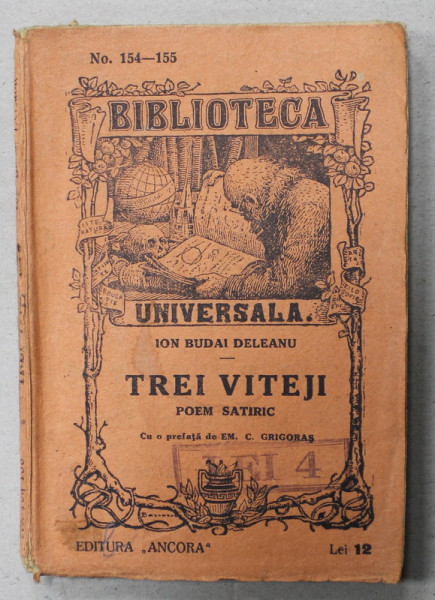 No. 154—155
BIBLIOTECA
UNIVERSALA.
ION BUDAI DELEANU
TREI VITEJI
POEM SATIRIC
Cu o prefață de EM. C. GRIGORAȘ
LEI 4
EDITURA „ANCORA“ Lei 12